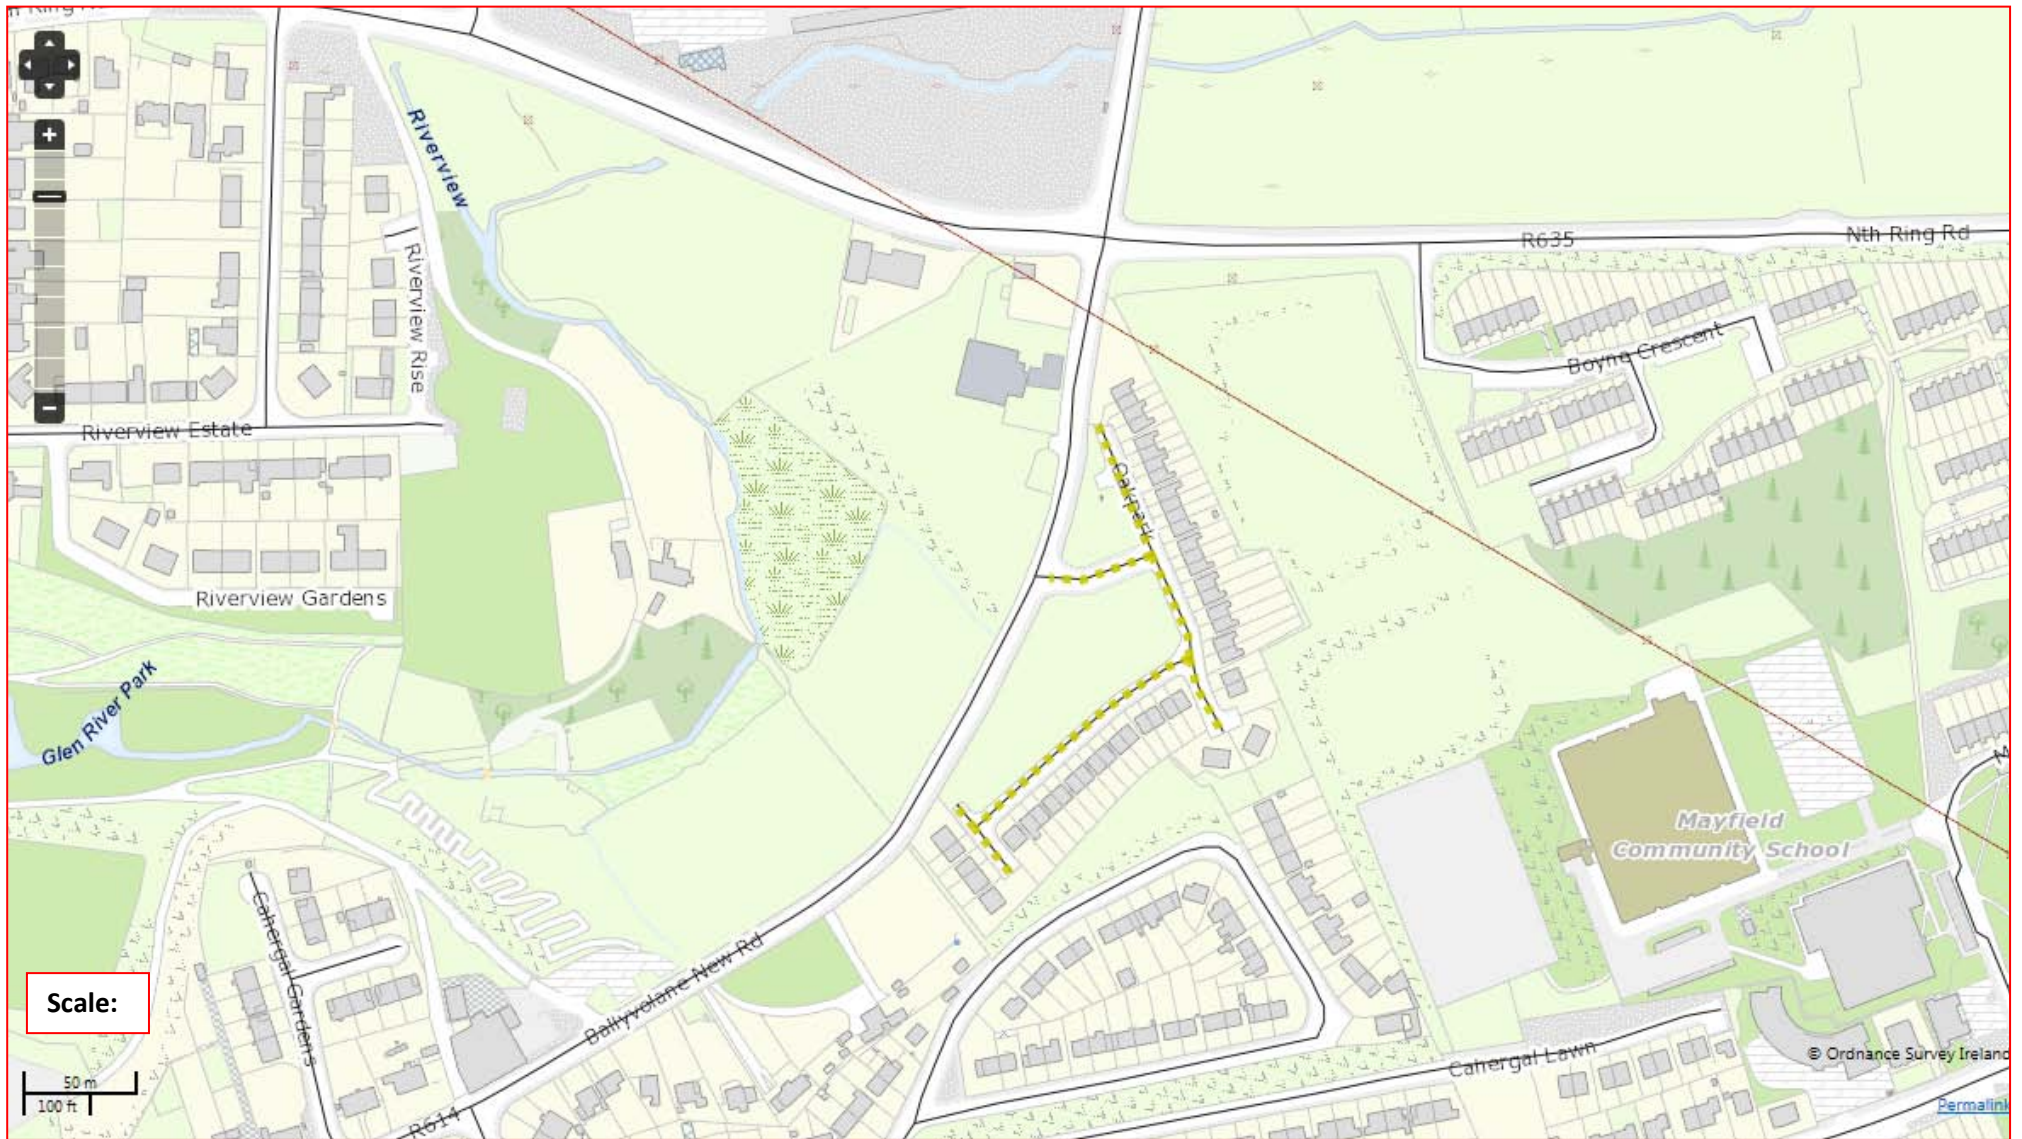 Riverview
R635
Nth Ring Rd
Riverview Rise
Boyne Crescent
Riverview Estate
Oakpark
Riverview Gardens
Glen River Park
Mayfield
Community School
Cahergal Gardens
Ballyvolane New Rd
Scale:
50 m
100 ft
Cahergal Lawn
© Ordnance Survey Ireland
Permalink
R614